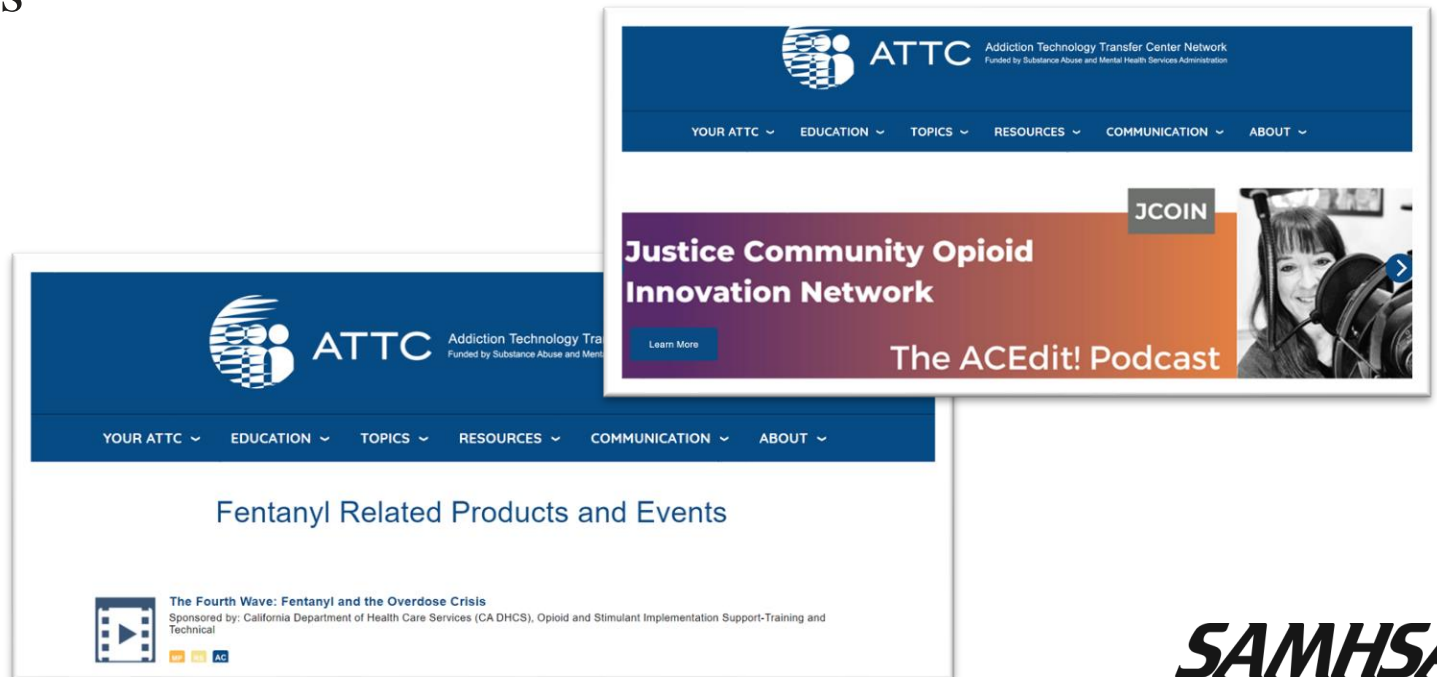 S
ATTC
Addiction Technology Transfer Center Network
Funded by Substance Abuse and Mental Health Services Administration
YOUR ATTC EDUCATION TOPICS RESOURCES COMMUNICATION ABOUT
JCOIN
Justice Community Opioid
Innovation Network
Learn More
The ACEdit! Podcast
ATTC
Addiction Technology Tra
Funded by Substance Abuse and Ment
YOUR ATTC EDUCATION TOPICS RESOURCES COMMUNICATION ABOUT
Fentanyl Related Products and Events
The Fourth Wave: Fentanyl and the Overdose Crisis
Sponsored by: California Department of Health Care Services (CA DHCS), Opioid and Stimulant Implementation Support-Training and
Technical
MP RS AC
SAMHSA